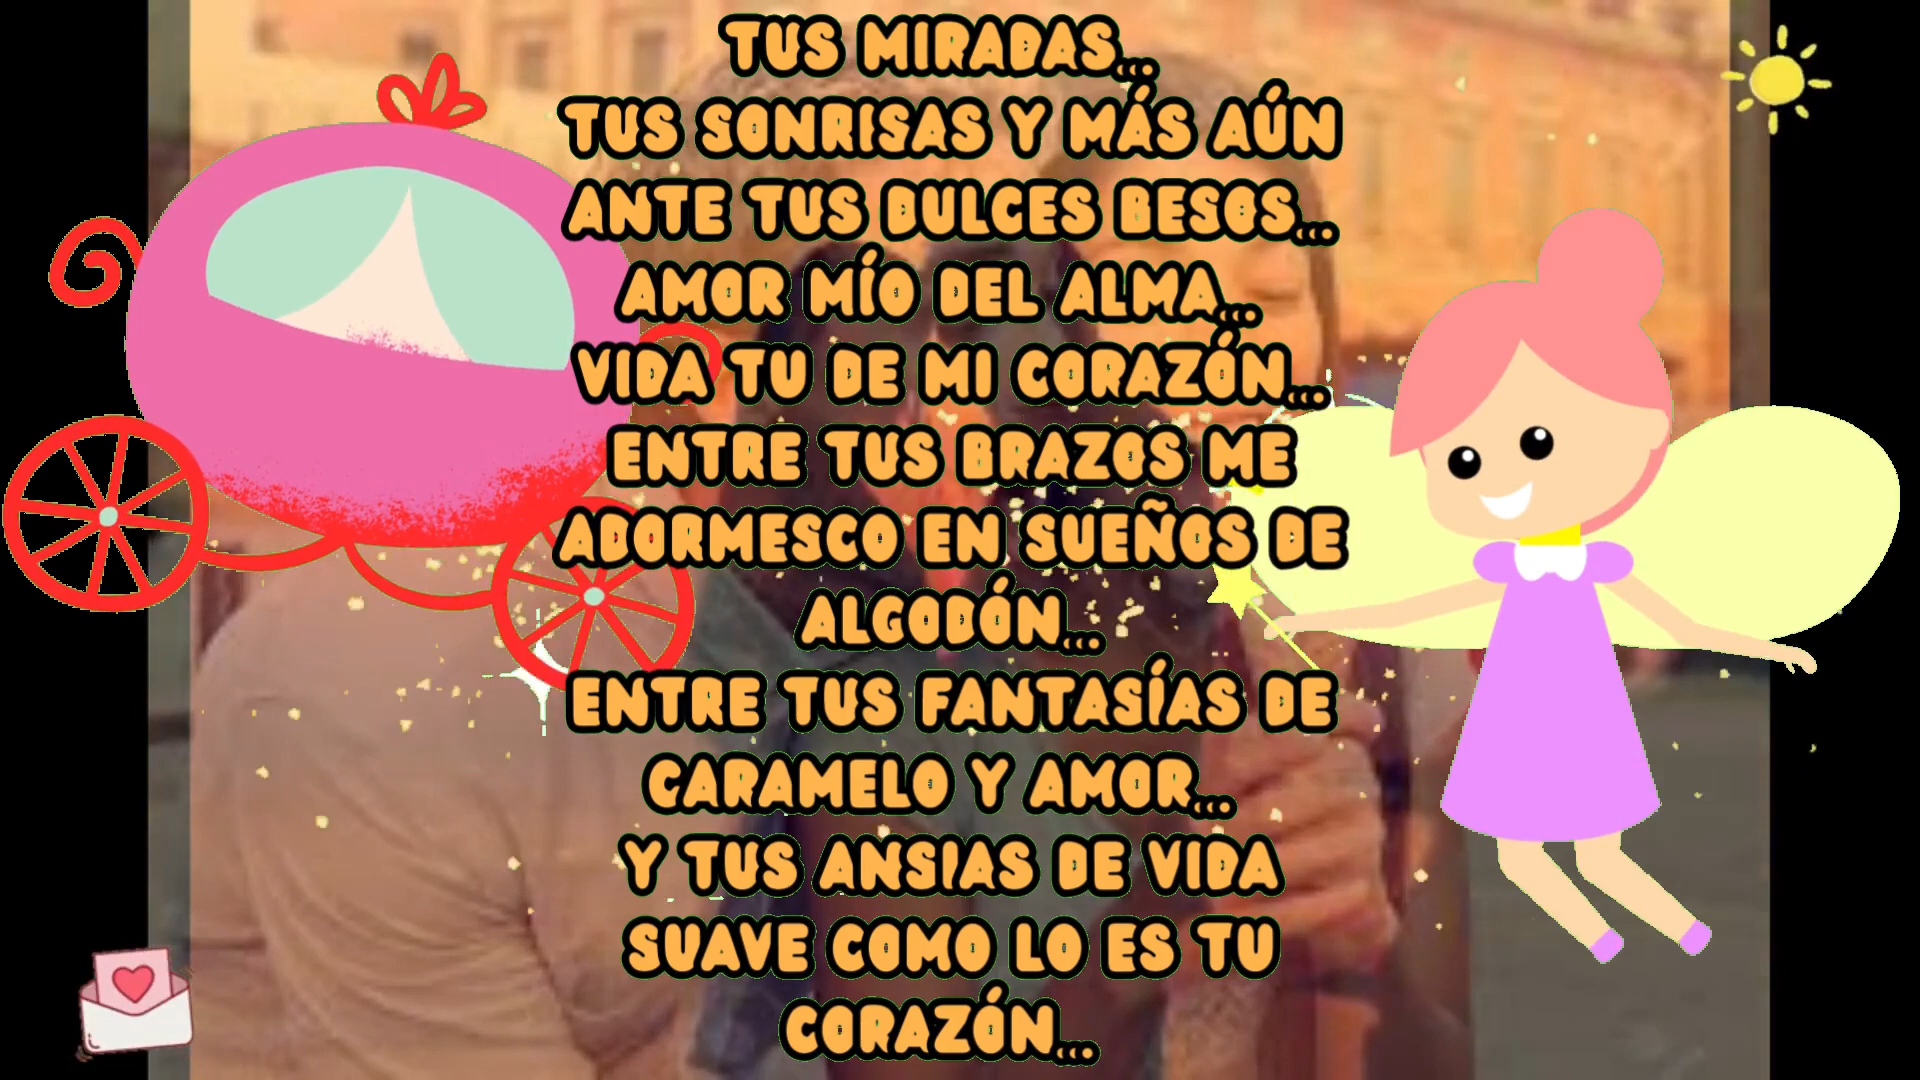 TUS MIRADAS...
TUS SONRISAS Y MÁS AÚN
ANTE TUS DULCES BESOS...
AMOR MÍO DEL ALMA...
VIDA TU DE MI CORAZÓN...
ENTRE TUS BRAZOS ME
ADORMESCO EN SUEÑOS DE
ALGODÓN...
ENTRE TUS FANTASÍAS DE
CARAMELO Y AMOR...
Y TUS ANSIAS DE VIDA
SUAVE COMO LO ES TU
CORAZÓN...